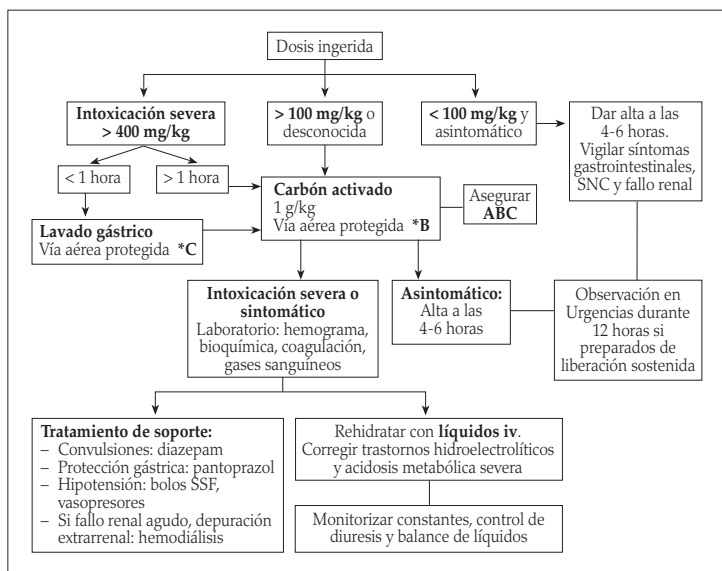 Dosis ingerida
Intoxicación severa
> 400 mg/kg
> 100 mg/kg o
desconocida
< 100 mg/kg y
asintomático
Dar alta a las
4-6 horas.
Vigilar síntomas
gastrointestinales,
SNC y fallo renal
< 1 hora
> 1 hora
Carbón activado
1 g/kg
Vía aérea protegida *B
Asegurar
ABC
Lavado gástrico
Vía aérea protegida *C
Intoxicación severa o
sintomático
Laboratorio: hemograma,
bioquímica, coagulación,
gases sanguíneos
Asintomático:
Alta a las
4-6 horas
Observación en
Urgencias durante
12 horas si
preparados de
liberación sostenida
Tratamiento de soporte:
– Convulsiones: diazepam
– Protección gástrica: pantoprazol
– Hipotensión: bolos SSF,
vasopresores
– Si fallo renal agudo, depuración
extrarrenal: hemodiálisis
Rehidratar con líquidos iv.
Corregir trastornos hidroelectrolíticos
y acidosis metabólica severa
Monitorizar constantes, control de
diuresis y balance de líquidos